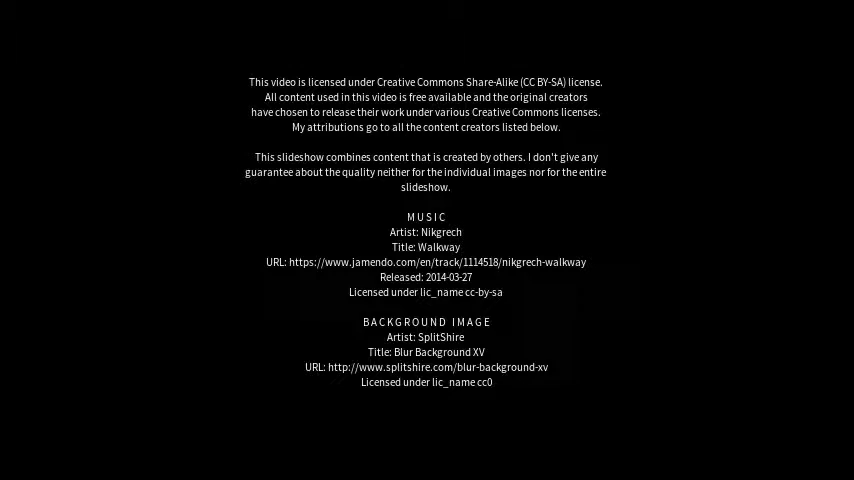 This video is licensed under Creative Commons Share-Alike (CC BY-SA) license.
All content used in this video is free available and the original creators
have chosen to release their work under various Creative Commons licenses.
My attributions go to all the content creators listed below.
This slideshow combines content that is created by others. I don't give any
guarantee about the quality neither for the individual images nor for the entire
slideshow.
MUSIC
Artist: Nikgrech
Title: Walkway
URL: https://www.jamendo.com/en/track/1114518/nikgrech-walkway
Released: 2014-03-27
Licensed under lic_name cc-by-sa
BACKGROUND IMAGE
Artist: SplitShire
Title: Blur Background XV
URL: http://www.splitshire.com/blur-background-xv
Licensed under lic_name cc0